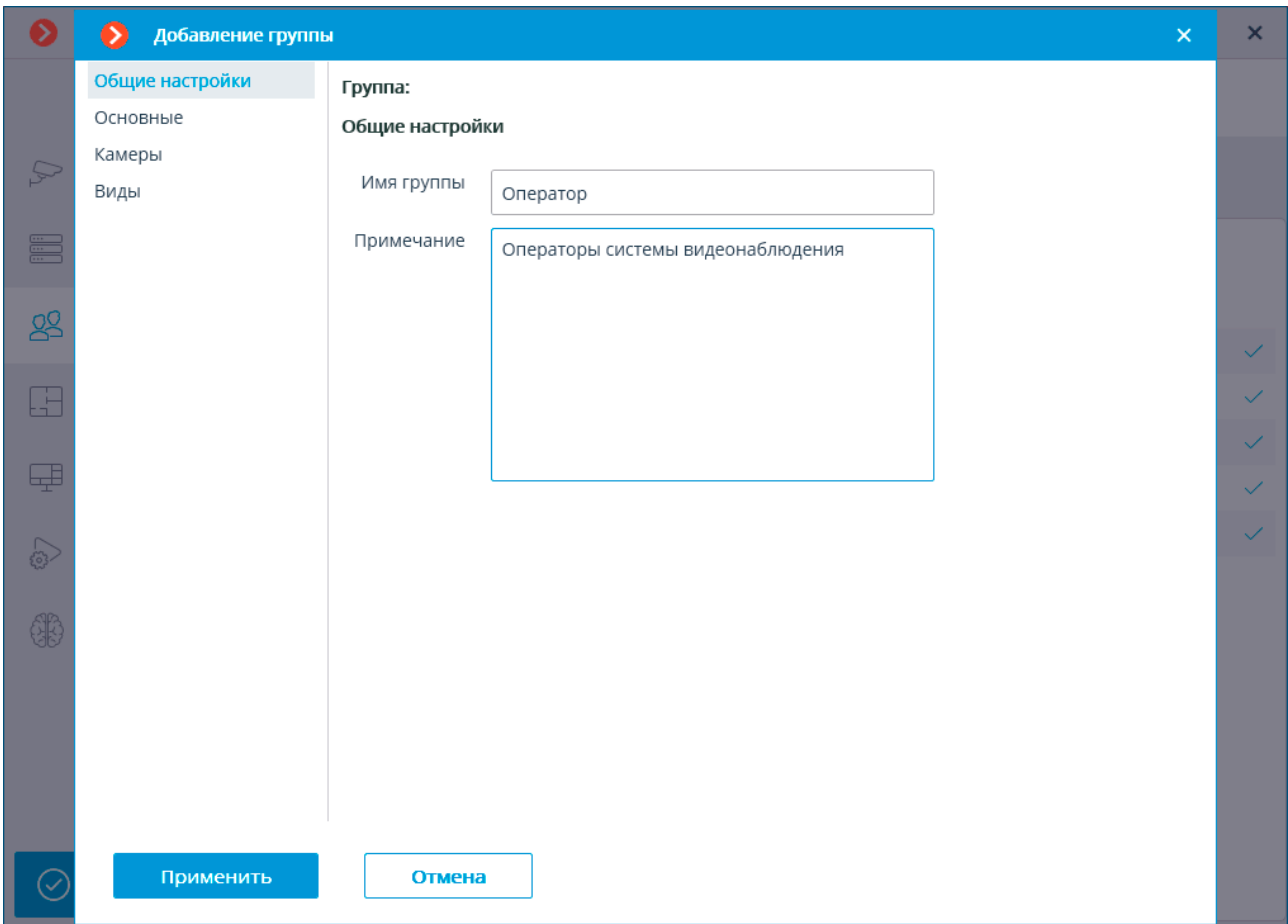 Добавление группы
Общие настройки
Основные
Камеры
Виды
Группа:
Общие настройки
Имя группы
Оператор
Примечание
Операторы системы видеонаблюдения
Применить
Отмена